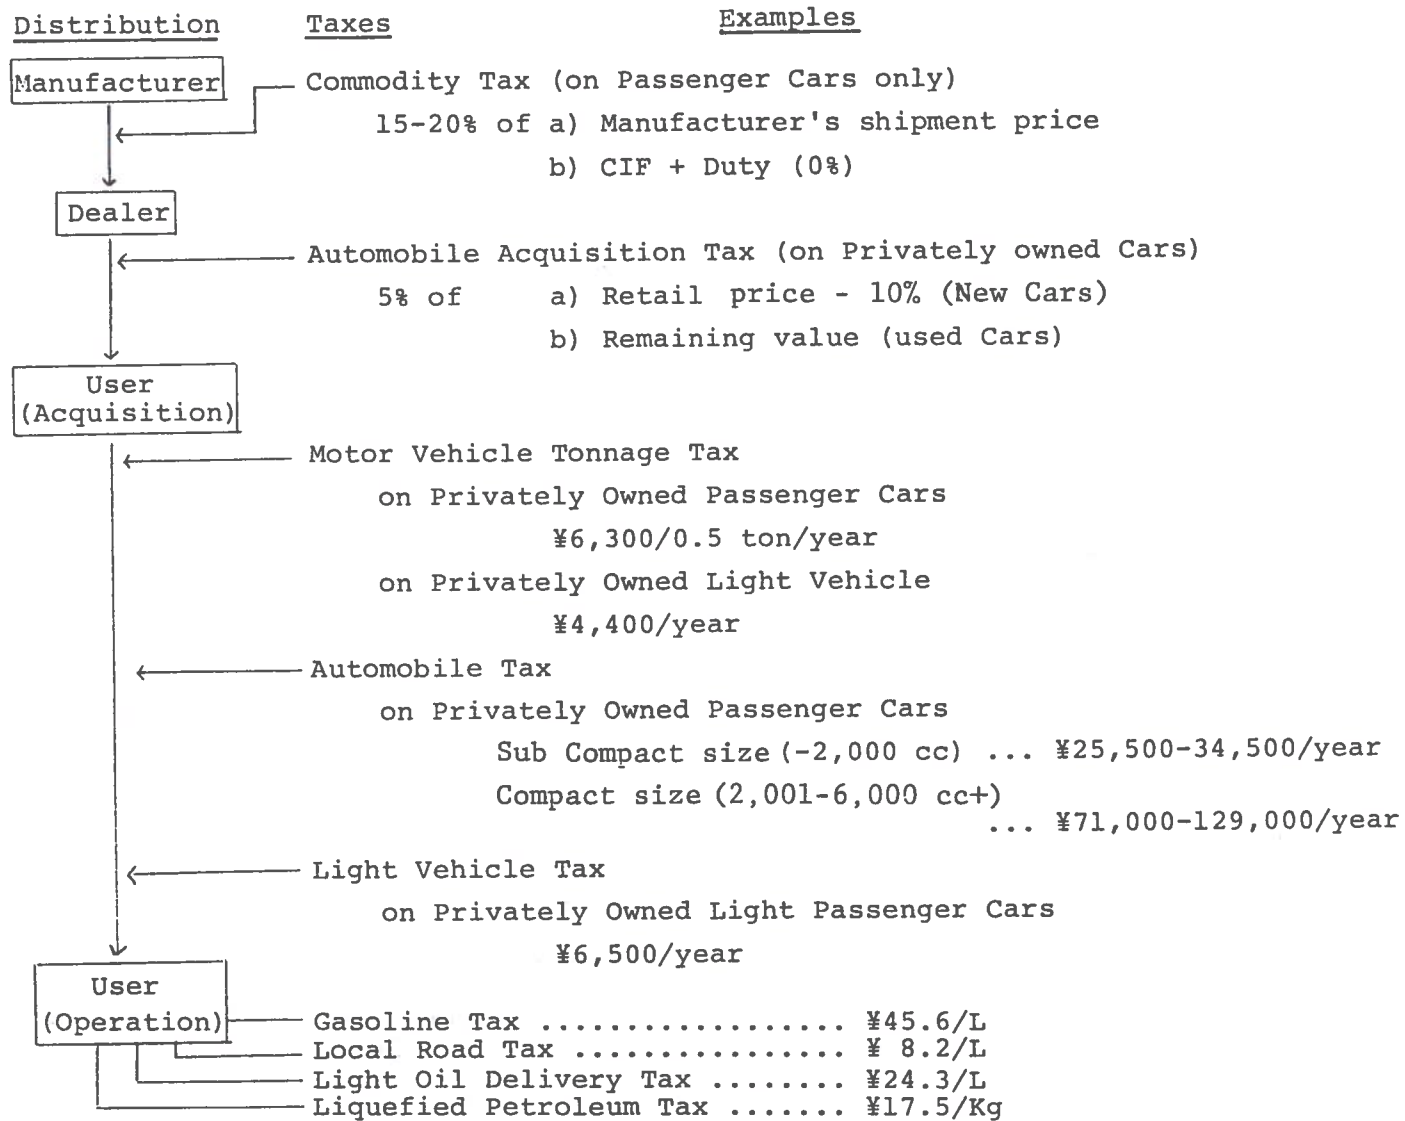 Distribution Taxes Examples
Manufacturer
Commodity Tax (on Passenger Cars only)
15-20% of a) Manufacturer's shipment price
b) CIF + Duty (0%)
Dealer
Automobile Acquisition Tax (on Privately owned Cars)
5% of a) Retail price - 10% (New Cars)
b) Remaining value (used Cars)
User
(Acquisition)
Motor Vehicle Tonnage Tax
on Privately Owned Passenger Cars
¥6,300/0.5 ton/year
on Privately Owned Light Vehicle
¥4,400/year
Automobile Tax
on Privately Owned Passenger Cars
Sub Compact size (-2,000 cc) ... ¥25,500-34,500/year
Compact size (2,001-6,000 cc+)
... ¥71,000-129,000/year
Light Vehicle Tax
on Privately Owned Light Passenger Cars
¥6,500/year
User
(Operation)
Gasoline Tax .................. ¥45.6/L
Local Road Tax ................ ¥ 8.2/L
Light Oil Delivery Tax ........ ¥24.3/L
Liquefied Petroleum Tax ....... ¥17.5/Kg